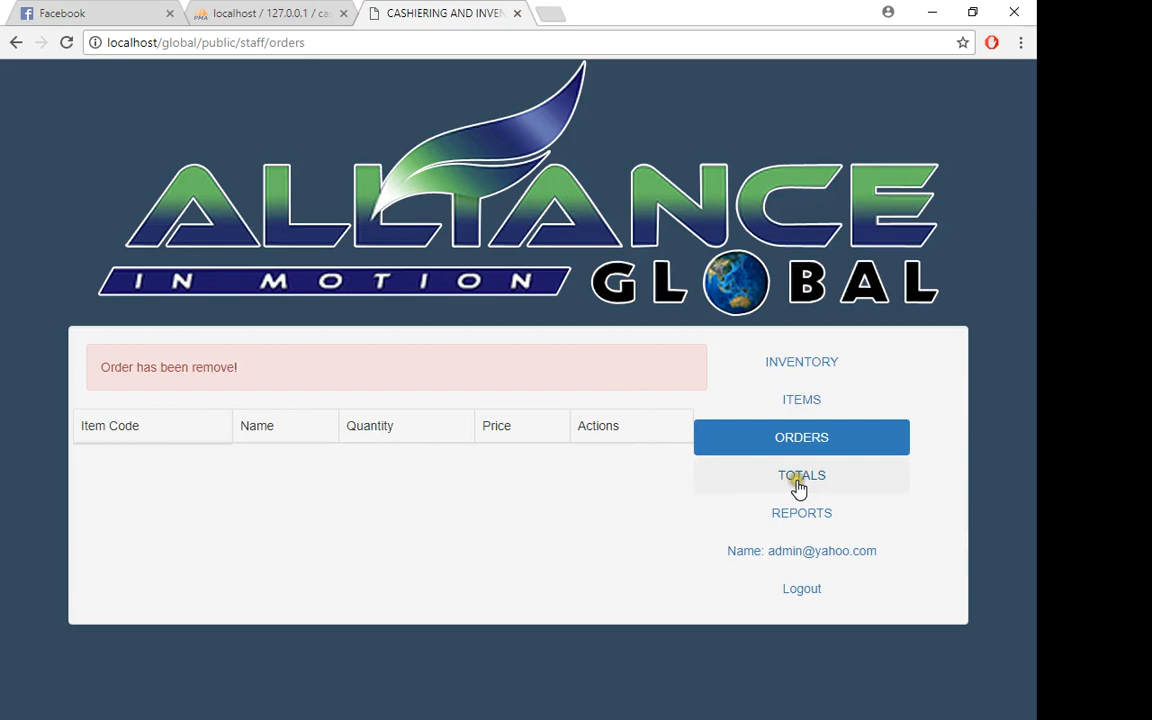 Facebook
localhost / 127.0.0.1 / ca
CASHIERING AND INVEN
localhost/global/public/staff/orders
ALLIANCE
IN MOTION GLOBAL
Order has been remove!
Item Code Name Quantity Price Actions
INVENTORY
ITEMS
ORDERS
TOTALS
REPORTS
Name: admin@yahoo.com
Logout